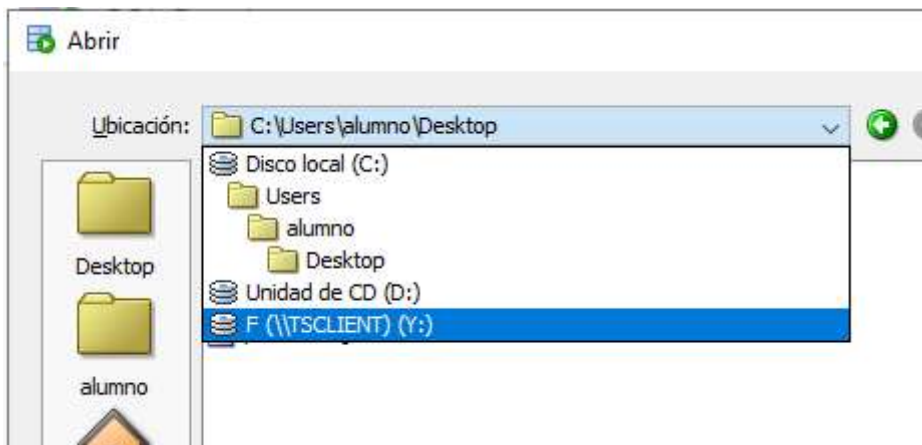 Abrir
Ubicación: C:\Users\alumno\Desktop
Disco local (C:)
Users
alumno
Desktop
Unidad de CD (D:)
F (\\TSCLIENT) (Y:)
Desktop
alumno